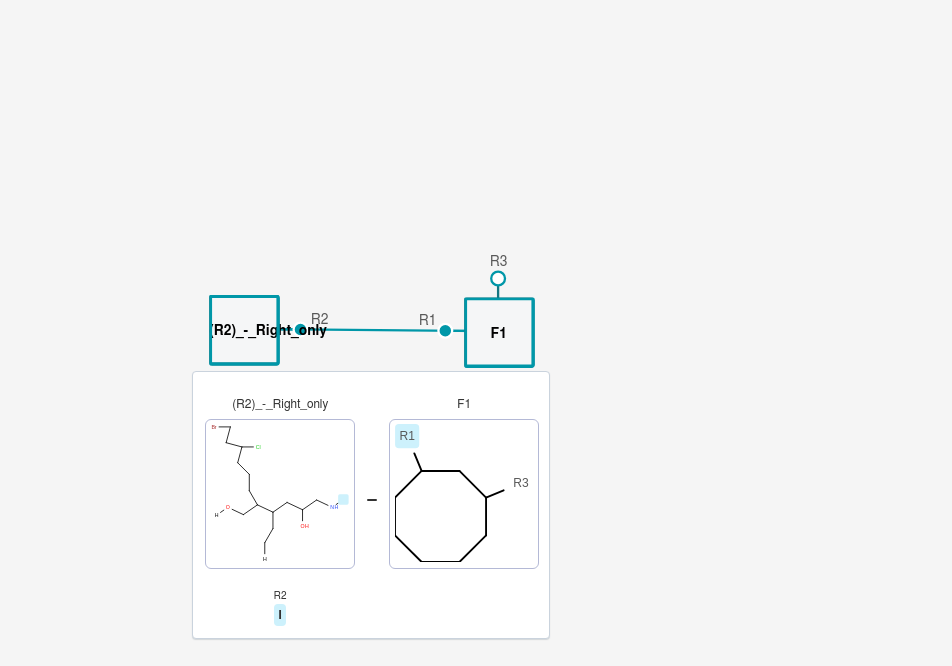 R3
R2
R1
(R2)_-_Right_only
F1
(R2)_-_Right_only
F1
Br
Cl
R1
R3
O
H
NH
OH
H
R2
I